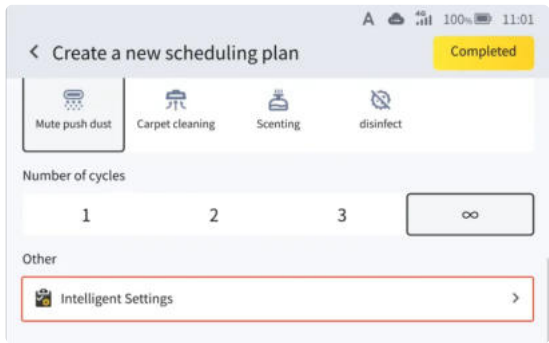 A 4G 100% 11:01
< Create a new scheduling plan Completed
Mute push dust Carpet cleaning Scenting disinfect
Number of cycles
1 2 3 ∞
Other
Intelligent Settings >